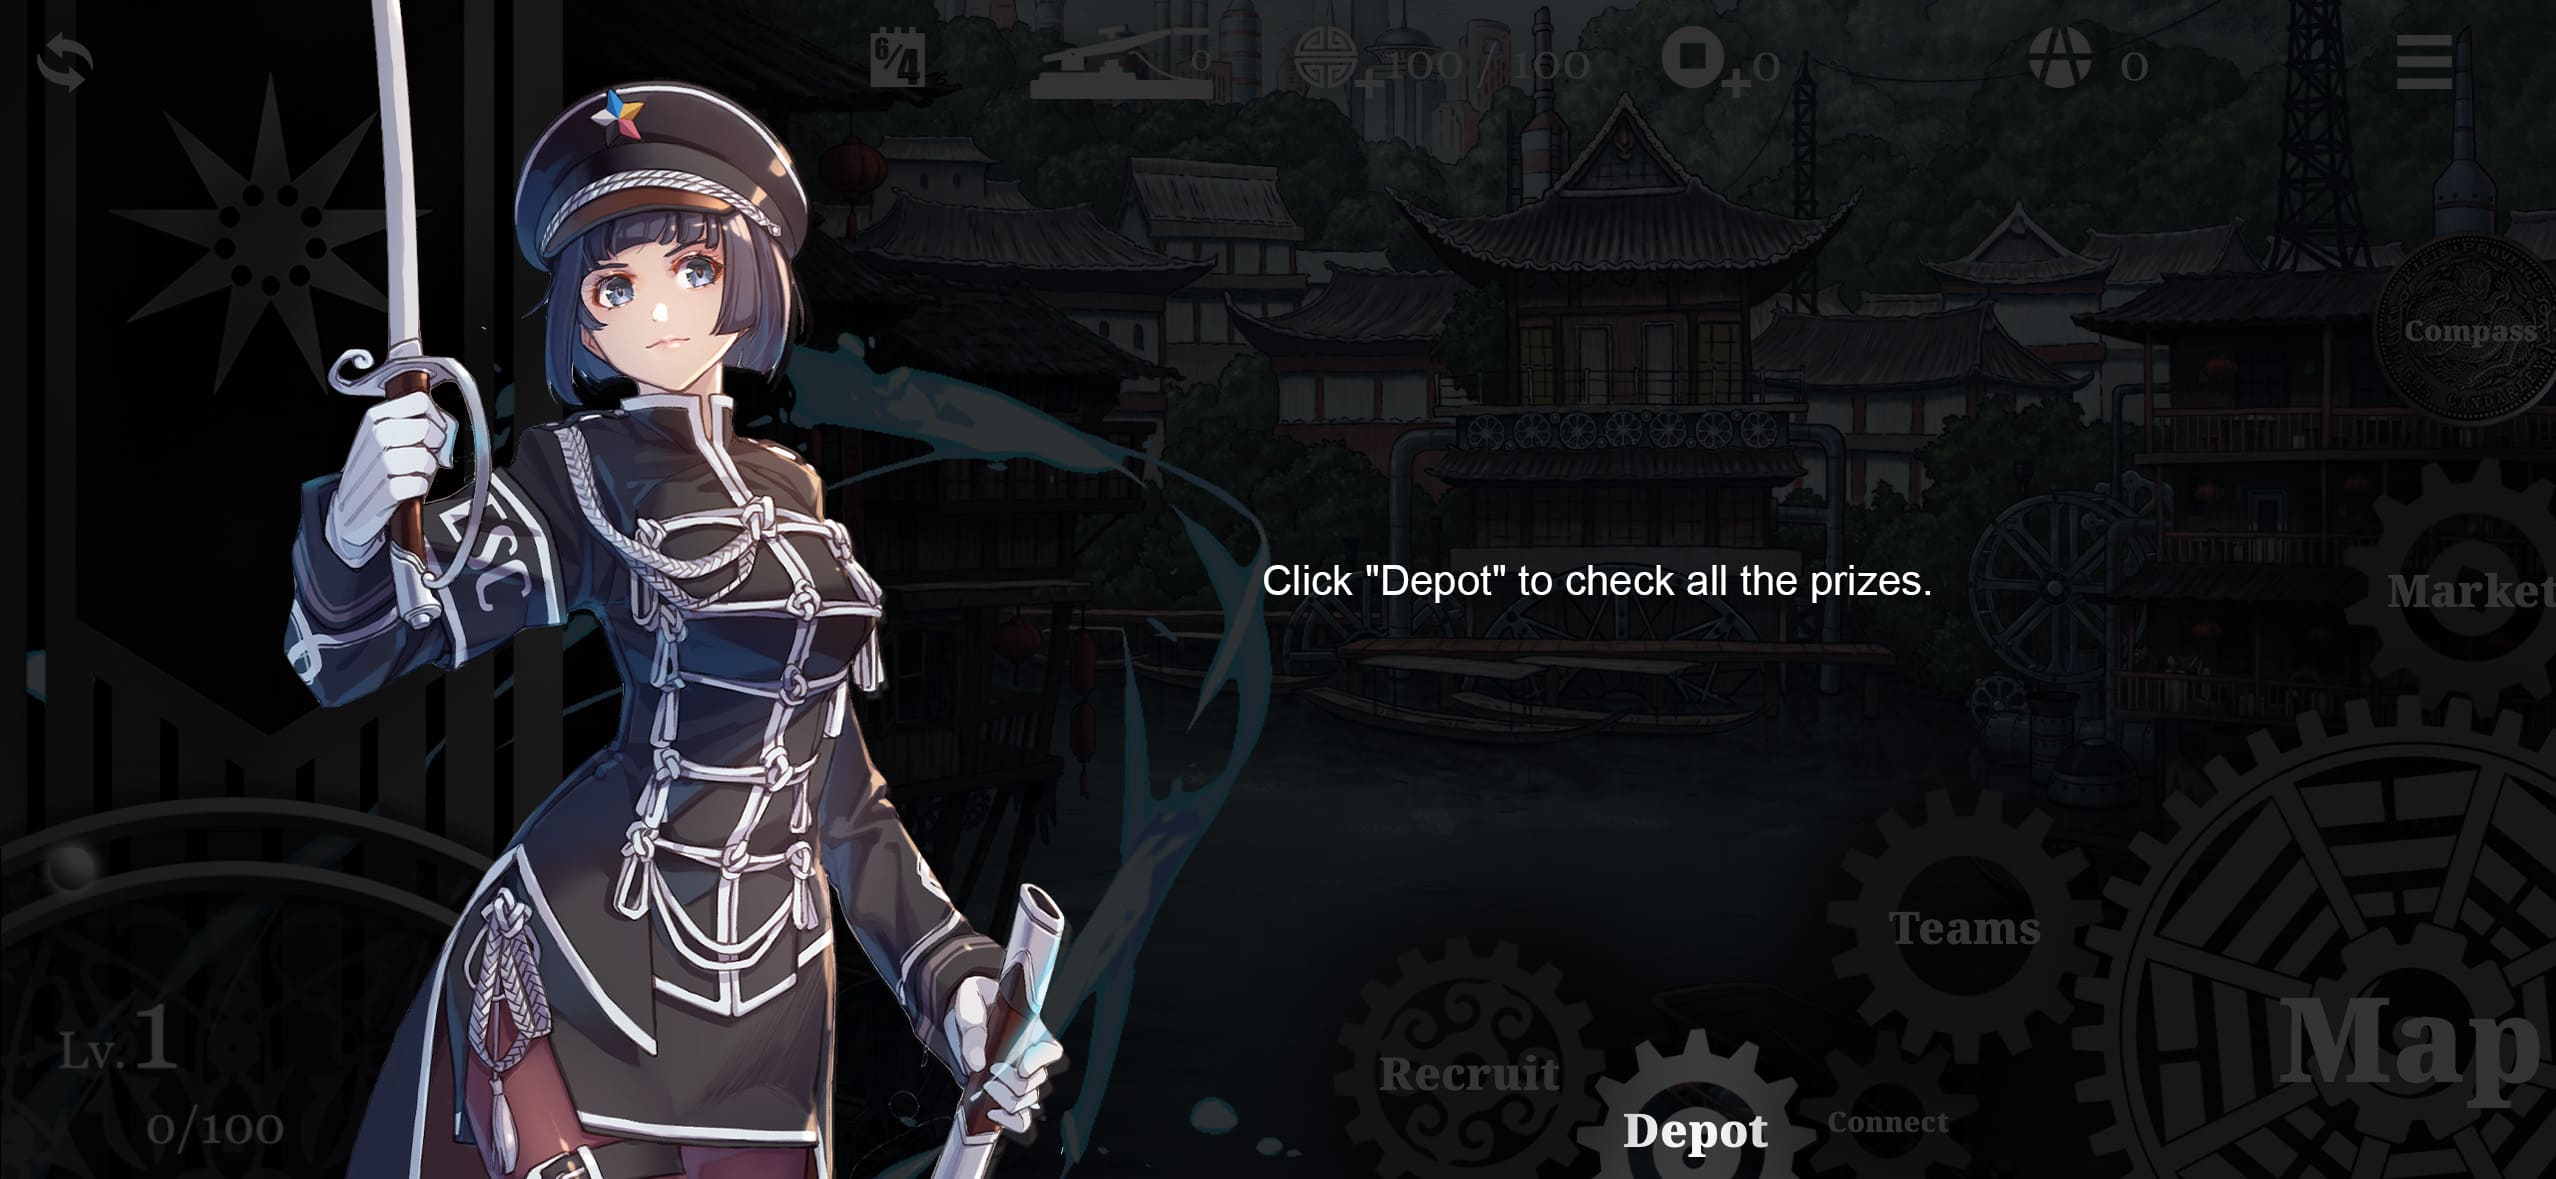 6/4
0
100 / 100
0
0
Compass
ESC
Click "Depot" to check all the prizes.
Market
Teams
Map
Recruit
Depot
Connect
Lv.1
0/100